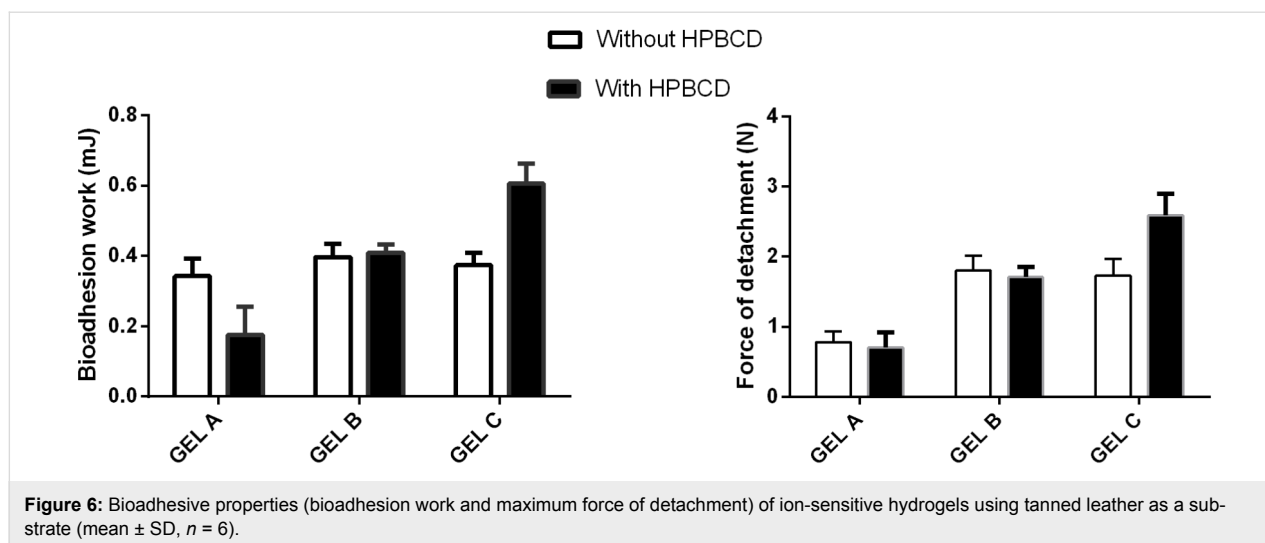 Without HPBCD
With HPBCD
Bioadhesion work (mJ)
0.8
0.6
0.4
0.2
0.0
GEL A
GEL B
GEL C
Force of detachment (N)
4
3
2
1
0
GEL A
GEL B
GEL C
Figure 6: Bioadhesive properties (bioadhesion work and maximum force of detachment) of ion-sensitive hydrogels using tanned leather as a sub-
strate (mean ± SD, n = 6).